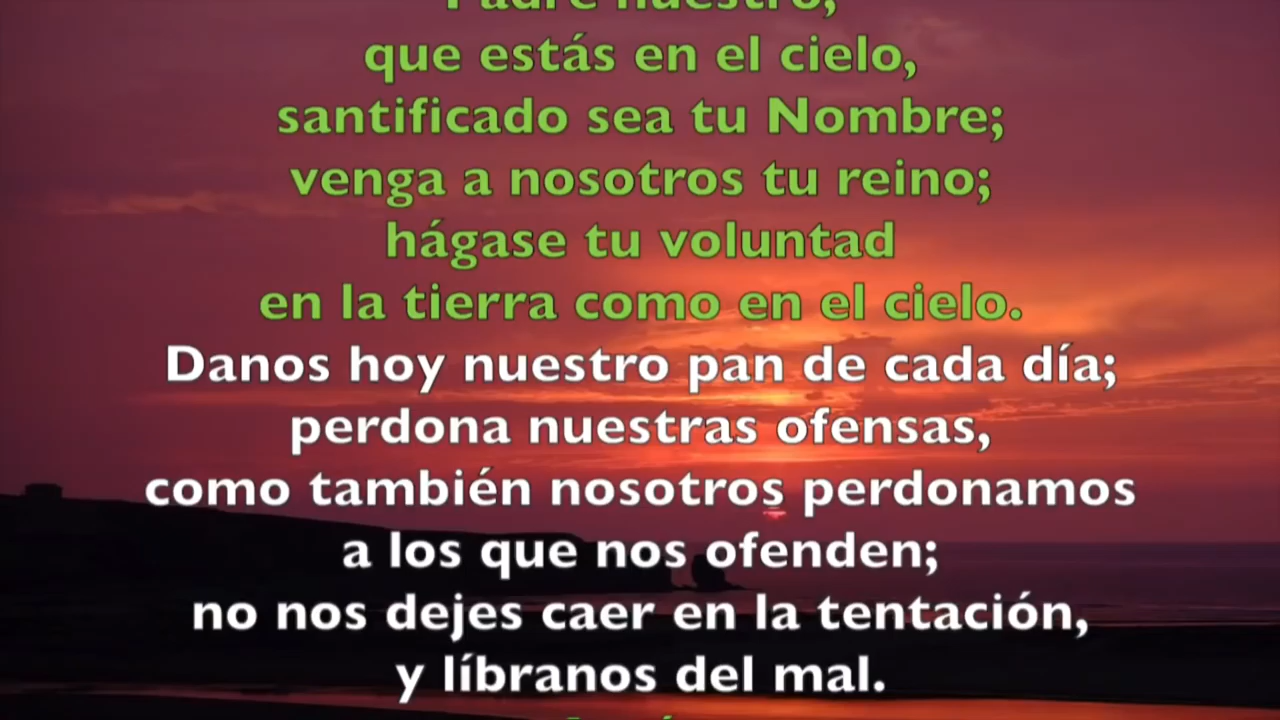 Padre nuestro,
que estás en el cielo,
santificado sea tu Nombre;
venga a nosotros tu reino;
hágase tu voluntad
en la tierra como en el cielo.
Danos hoy nuestro pan de cada día;
perdona nuestras ofensas,
como también nosotros perdonamos
a los que nos ofenden;
no nos dejes caer en la tentación,
y líbranos del mal.